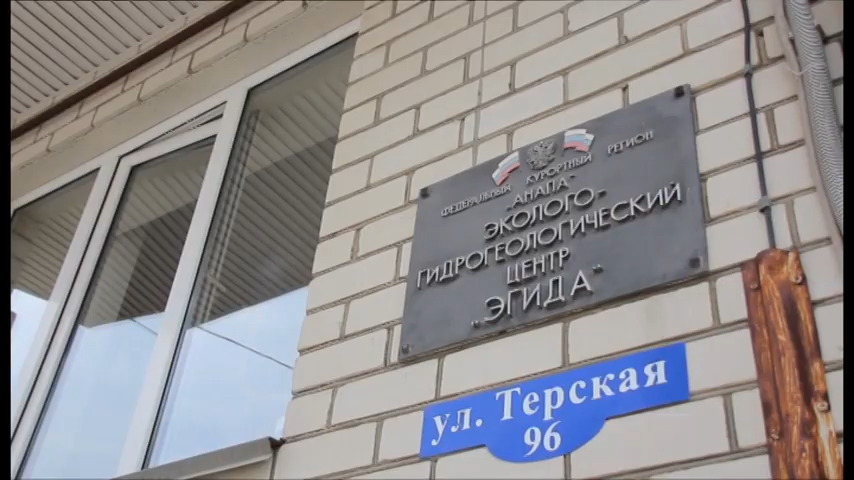 ФЕДЕРАЛЬНЫЙ КУРОРТНЫЙ РЕГИОН
„АНАПА"
ЭКОЛОГО-
ГИДРОГЕОЛОГИЧЕСКИЙ
ЦЕНТР
„ЭГИДА"
ул. Терская
96